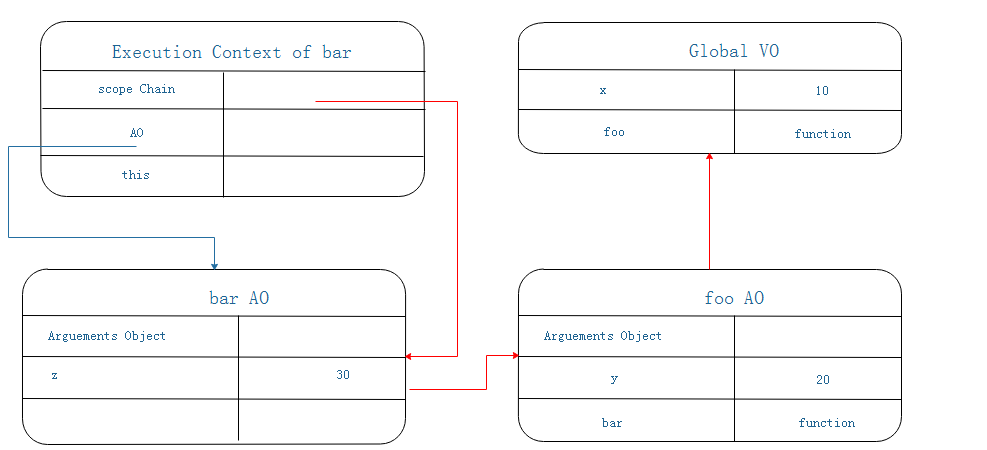 Execution Context of bar
scope Chain
AO
this
Global VO
x 10
foo function
bar AO
Arguements Object
z 30
foo AO
Arguements Object
y 20
bar function